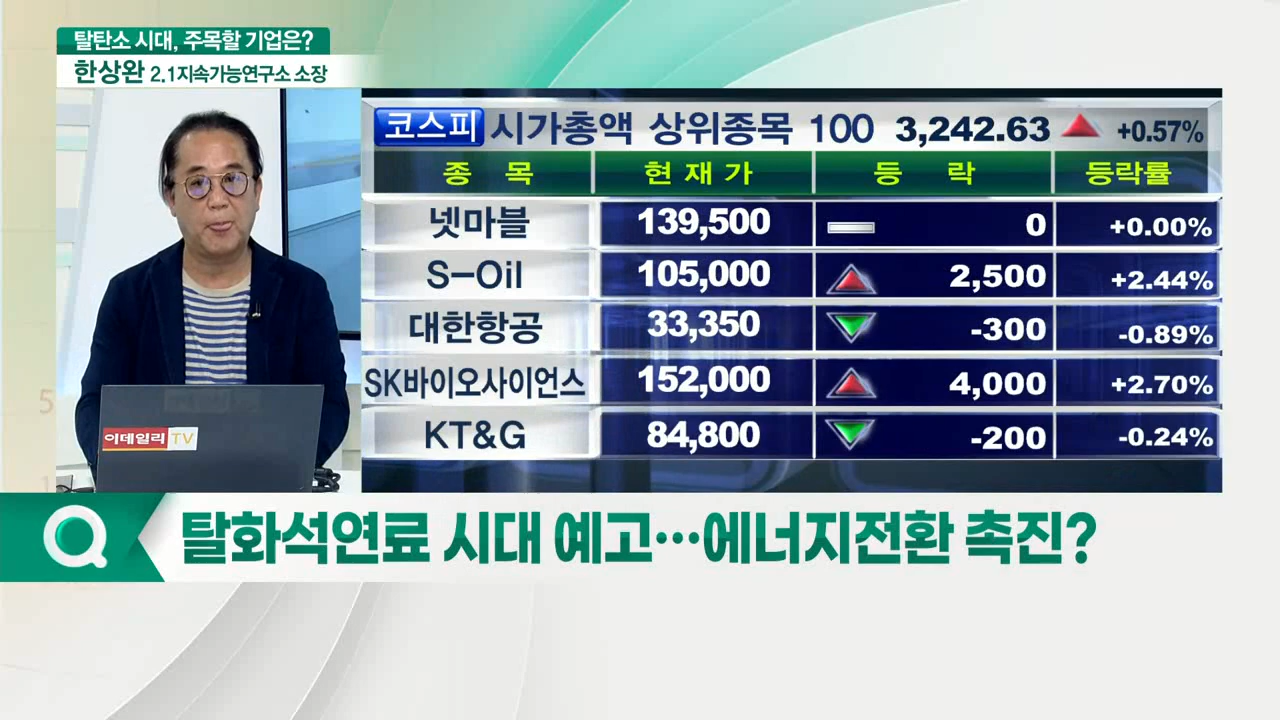 탈탄소 시대, 주목할 기업은?
한상완 2.1지속가능연구소 소장
코스피 시가총액 상위종목 100 3,242.63 +0.57%
종 목 현재가 등 락 등락률
넷마블 139,500 0 +0.00%
S-Oil 105,000 2,500 +2.44%
대한항공 33,350 -300 -0.89%
SK바이오사이언스 152,000 4,000 +2.70%
KT&G 84,800 -200 -0.24%
5
1
이데일리 TV
탈화석연료 시대 예고…에너지전환 촉진?